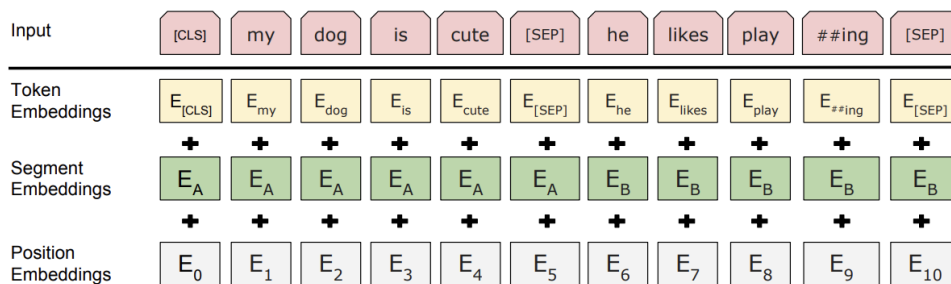 Input [CLS] my dog is cute [SEP] he likes play ##ing [SEP]
Token Embeddings E[CLS] Emy Edog Eis Ecute E[SEP] Ehe Elikes Eplay E##ing E[SEP]
+ + + + + + + + + + +
Segment Embeddings EA EA EA EA EA EA EB EB EB EB EB
+ + + + + + + + + + +
Position Embeddings E0 E1 E2 E3 E4 E5 E6 E7 E8 E9 E10